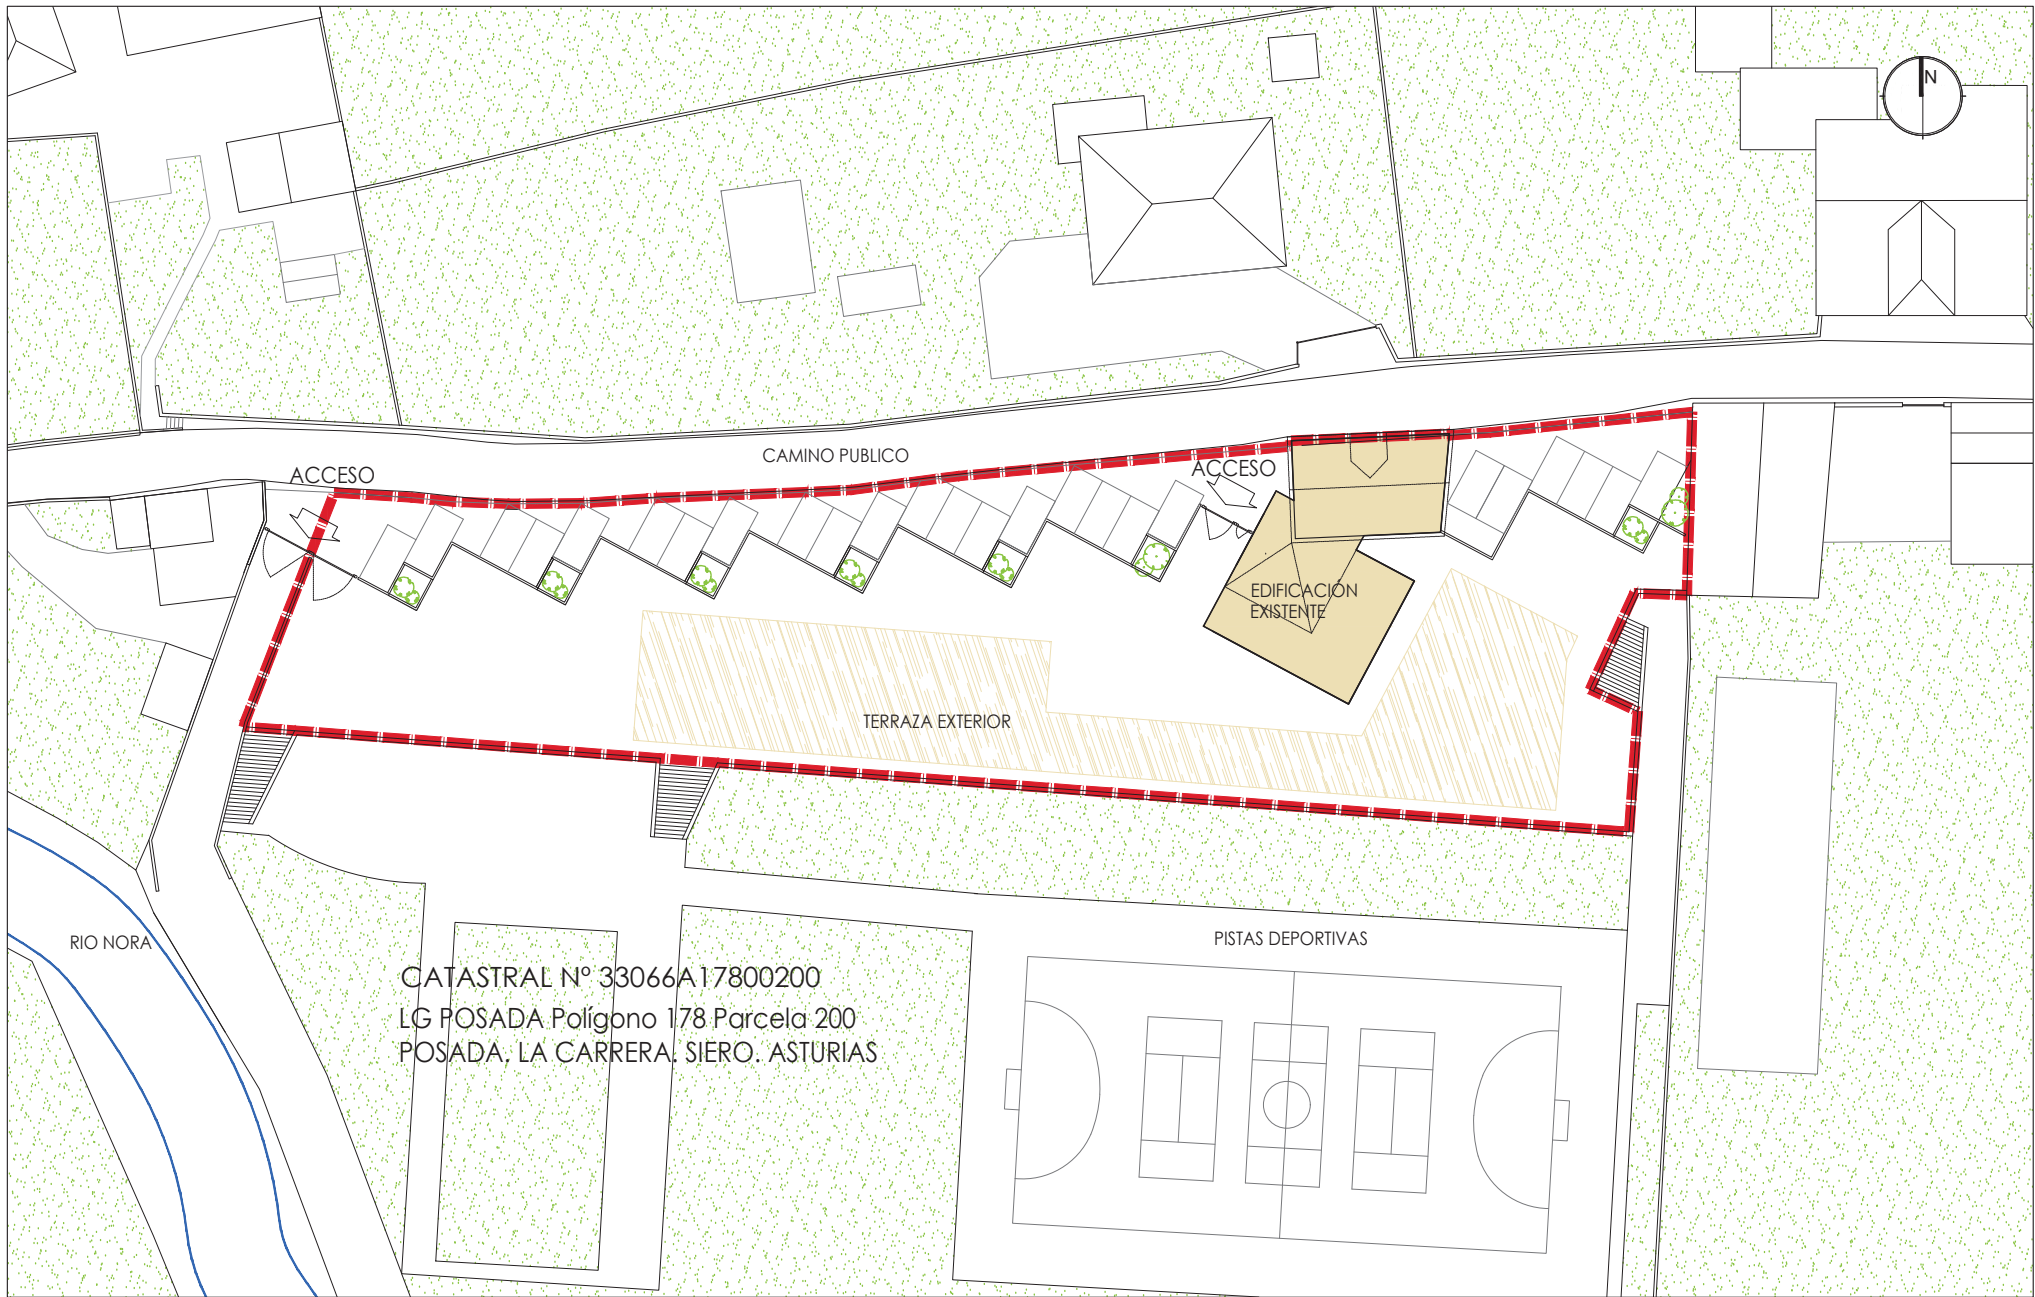 N
CAMINO PUBLICO
ACCESO
ACCESO
EDIFICACIÓN
EXISTENTE
TERRAZA EXTERIOR
RIO NORA
PISTAS DEPORTIVAS
CATASTRAL Nº 33066A17800200
LG POSADA Polígono 178 Parcela 200
POSADA. LA CARRERA. SIERO. ASTURIAS